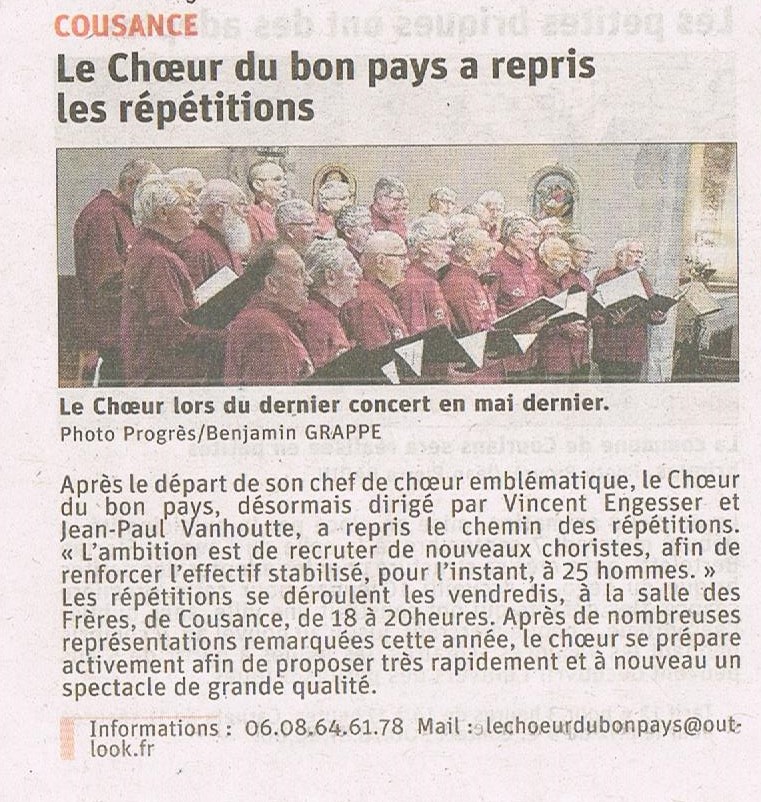 COUSANCE
Le Chœur du bon pays a repris
les répétitions
Le Chœur lors du dernier concert en mai dernier.
Photo Progrès/Benjamin GRAPPE
Après le départ de son chef de chœur emblématique, le Chœur
du bon pays, désormais dirigé par Vincent Engesser et
Jean-Paul Vanhoutte, a repris le chemin des répétitions.
« L'ambition est de recruter de nouveaux choristes, afin de
renforcer l'effectif stabilisé, pour l'instant, à 25 hommes. »
Les répétitions se déroulent les vendredis, à la salle des
Frères, de Cousance, de 18 à 20heures. Après de nombreuses
représentations remarquées cette année, le chœur se prépare
activement afin de proposer très rapidement et à nouveau un
spectacle de grande qualité.
Informations : 06.08.64.61.78 Mail : lechoeurdubonpays@out-
look.fr